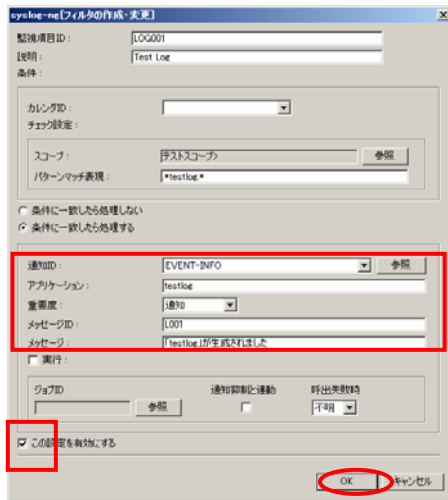 syslog-ng[フィルタの作成・変更]
監視項目ID： LOG001
説明： Test Log
条件：
カレンダID：
チェック設定：
スコープ： テストスコープ> 参照
パターンマッチ表現： .*testlog.*
条件に一致したら処理しない
条件に一致したら処理する
通知ID： EVENT-INFO 参照
アプリケーション： testlog
重要度： 通知
メッセージID： L001
メッセージ： 「testlog」が生成されました
実行：
ジョブID 通知抑制と連動 呼出失敗時
参照 不明
この設定を有効にする
OK キャンセル